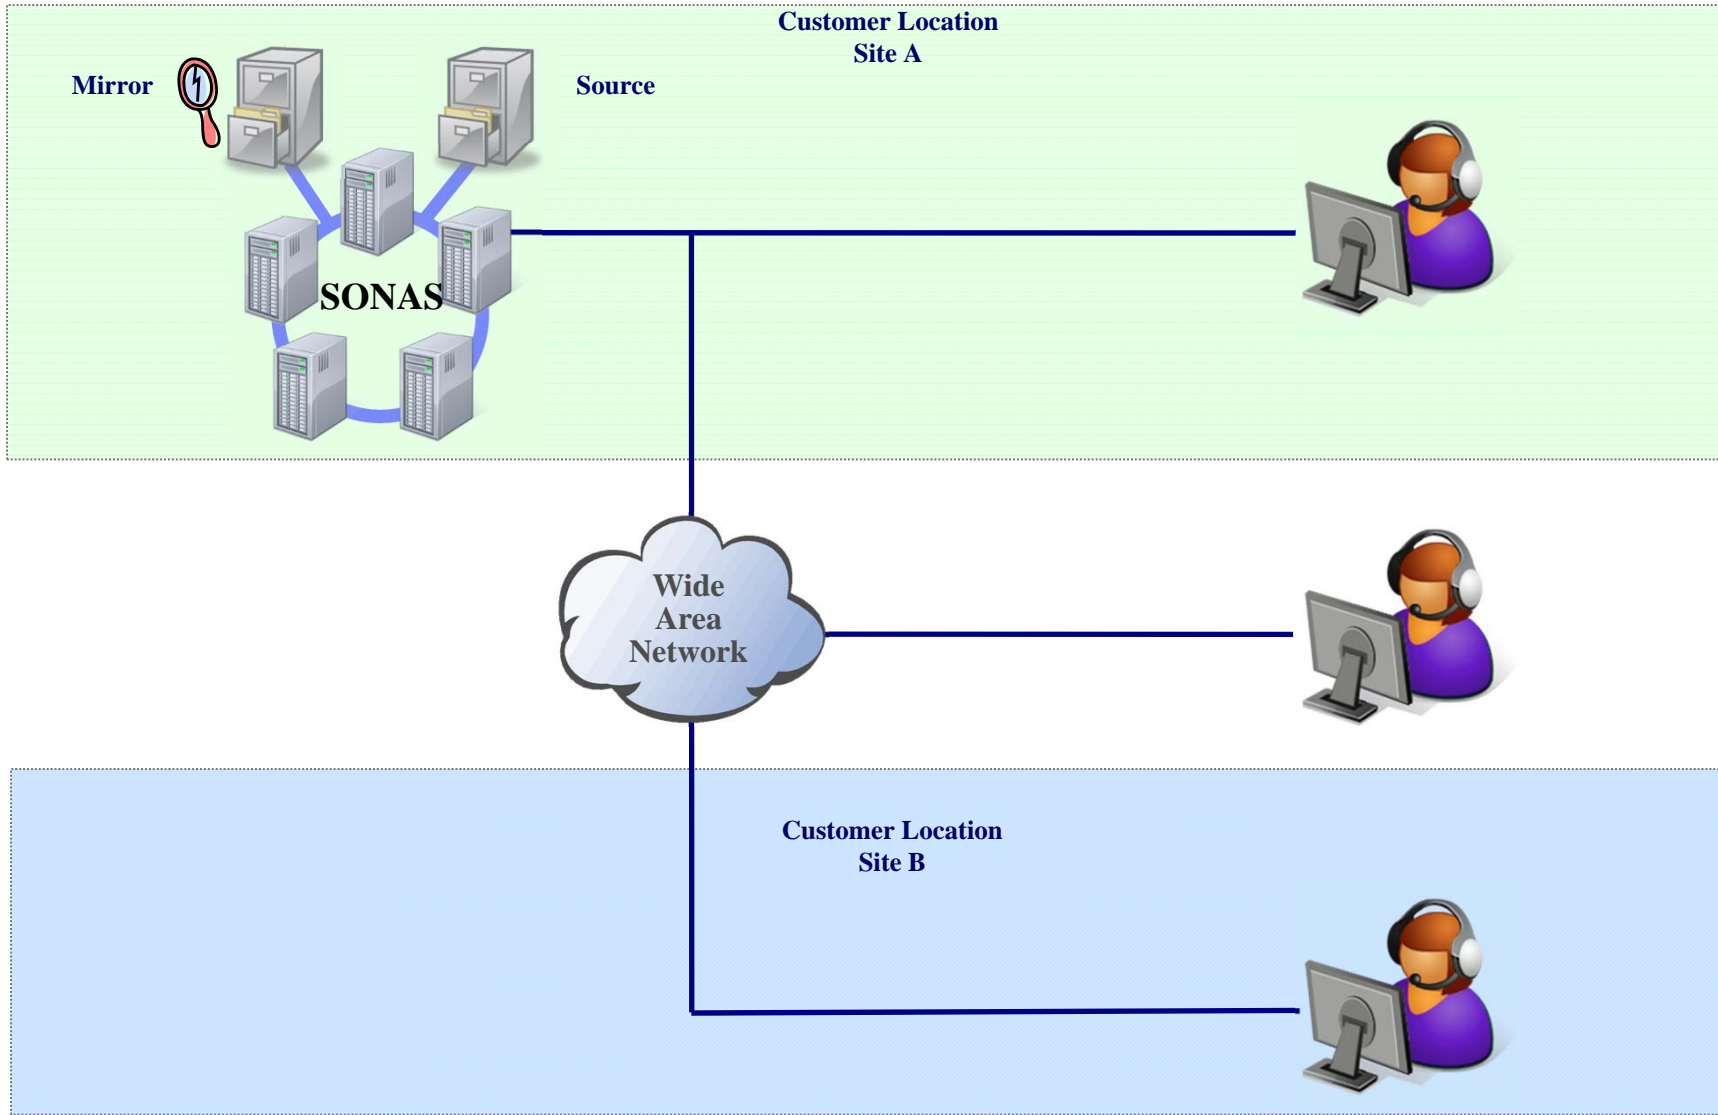 Customer Location
Site A
Mirror
Source
SONAS
Wide
Area
Network
Customer Location
Site B